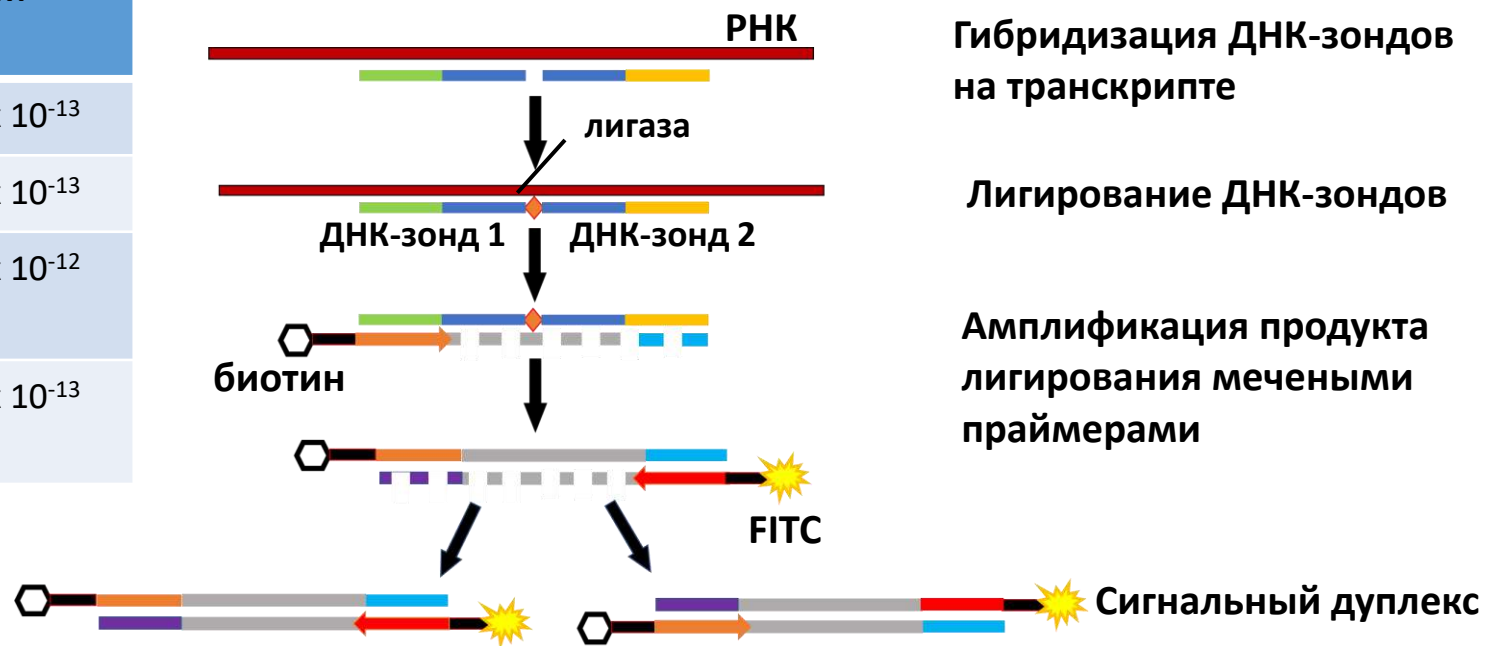 РНК
Гибридизация ДНК-зондов
на транскрипте
10-13
лигаза
10-13
Лигирование ДНК-зондов
ДНК-зонд 1
ДНК-зонд 2
10-12
Амплификация продукта
лигирования мечеными
праймерами
биотин
10-13
FITC
Сигнальный дуплекс